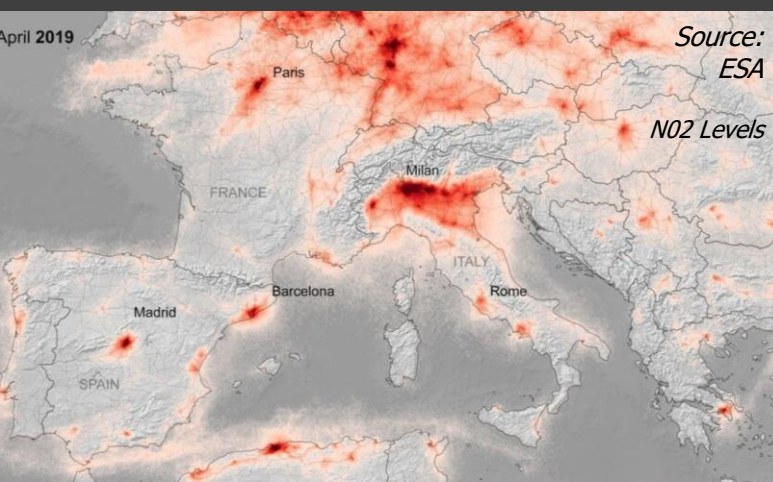 April 2019
Source:
ESA
N02 Levels
Paris
Milan
FRANCE
ITALY
Barcelona
Rome
Madrid
SPAIN